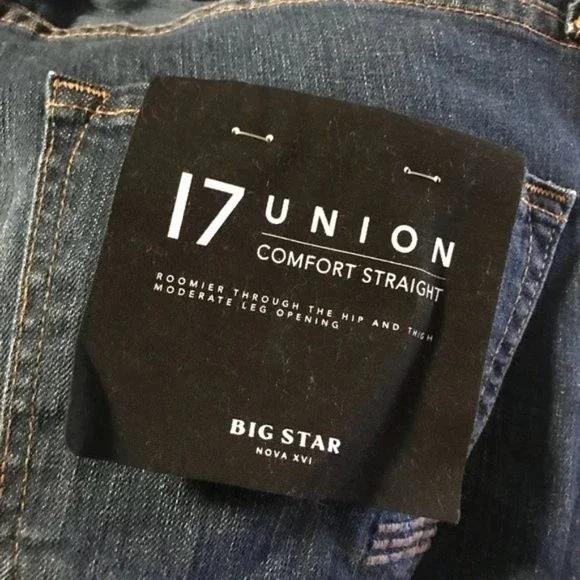 17 UNION
COMFORT STRAIGHT
ROOMIER THROUGH THE HIP AND THIGH
MODERATE LEG OPENING
BIG STAR
NOVA XVI